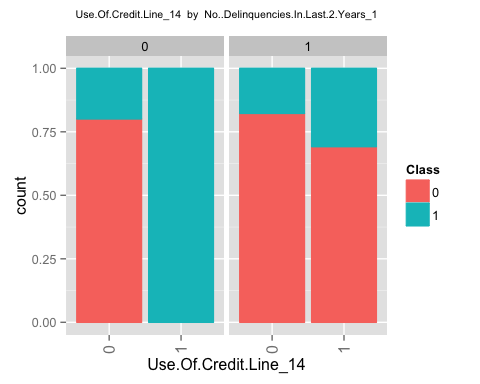 Use.Of.Credit.Line_14 by No..Delinquencies.In.Last.2.Years_1
0 1
1.00
0.75
0.50
0.25
0.00
count
0 1 0 1
Use.Of.Credit.Line_14
Class
0
1